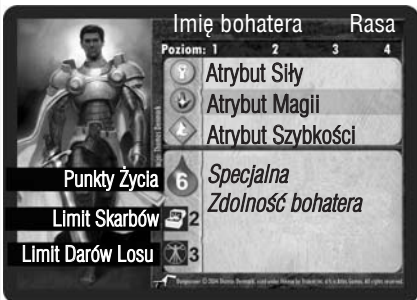 Imię bohatera Rasa
Poziom: 1 2 3 4
Atrybut Siły
Atrybut Magii
Atrybut Szybkości
Punkty Życia 6 Specjalna
Zdolność bohatera
Limit Skarbów 2
Limit Darów Losu 3